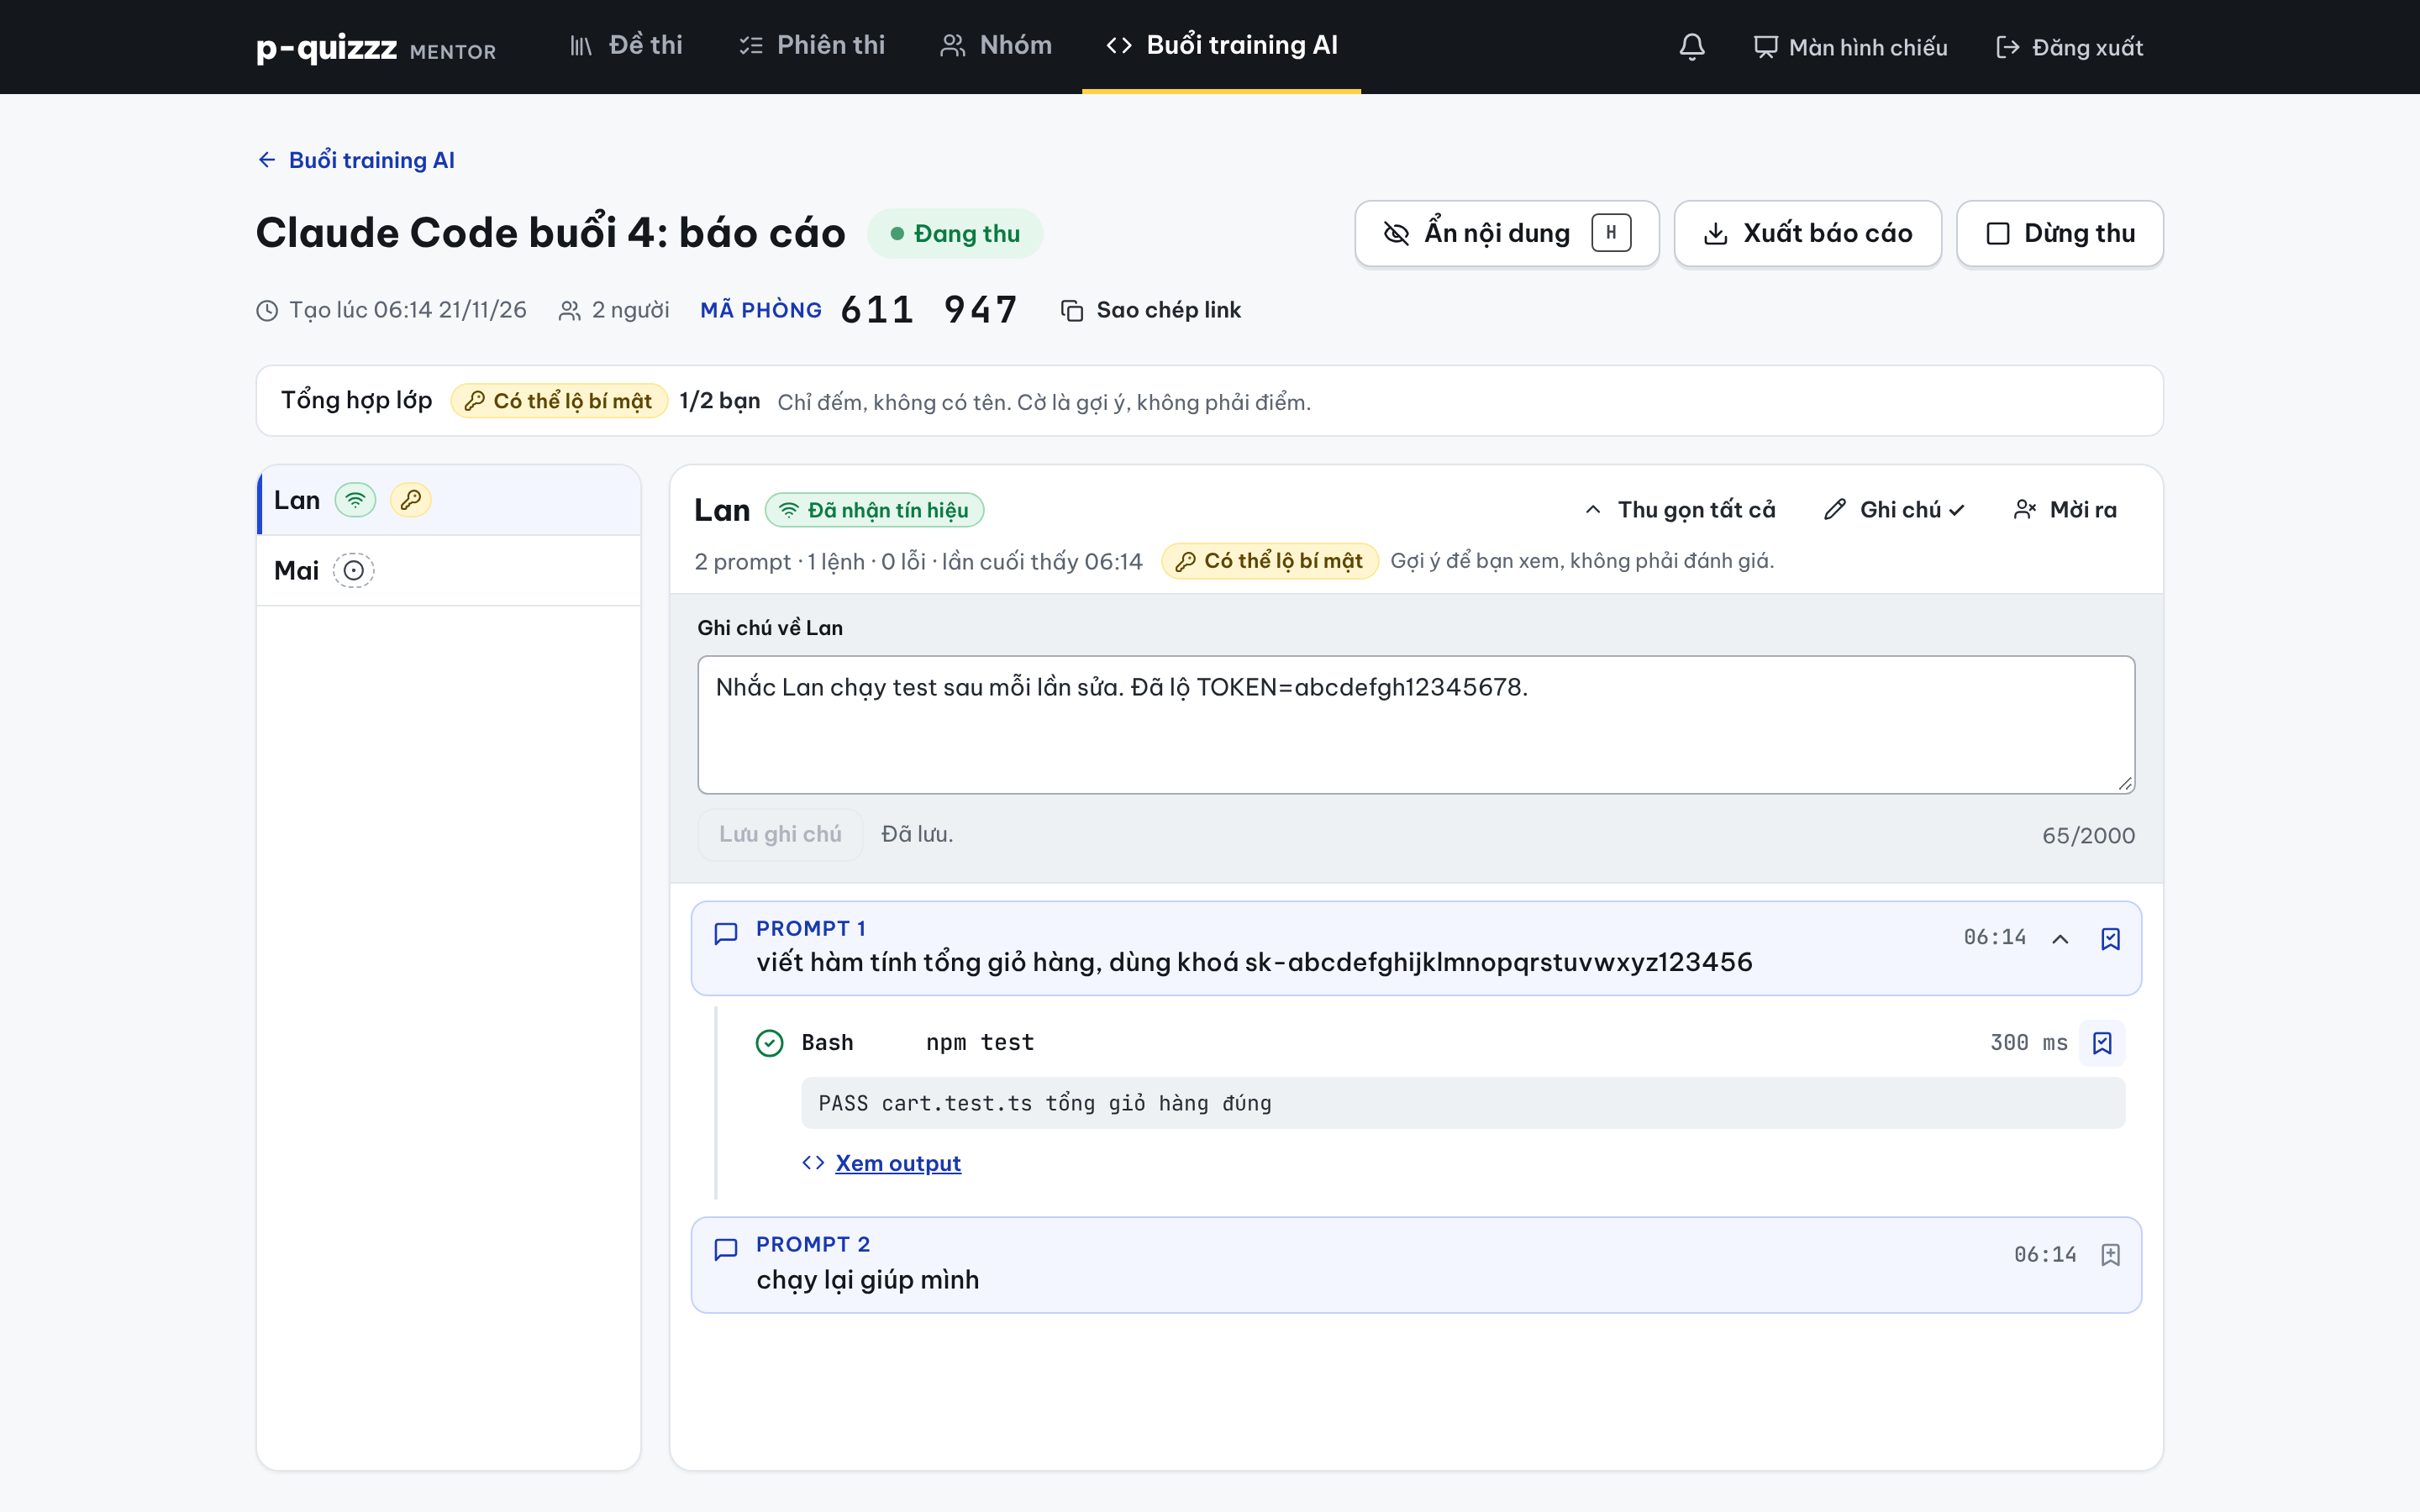 p-quizzz MENTOR
Đề thi
Phiên thi
Nhóm
Buổi training AI
Màn hình chiếu
Đăng xuất
Buổi training AI
Claude Code buổi 4: báo cáo
Đang thu
Ẩn nội dung H
Xuất báo cáo
Dừng thu
Tạo lúc 06:14 21/11/26
2 người
MÃ PHÒNG 611 947
Sao chép link
Tổng hợp lớp
Có thể lộ bí mật
1/2 bạn
Chỉ đếm, không có tên. Cờ là gợi ý, không phải điểm.
Lan
Mai
Lan
Đã nhận tín hiệu
Thu gọn tất cả
Ghi chú
Mời ra
2 prompt · 1 lệnh · 0 lỗi · lần cuối thấy 06:14
Có thể lộ bí mật
Gợi ý để bạn xem, không phải đánh giá.
Ghi chú về Lan
Nhắc Lan chạy test sau mỗi lần sửa. Đã lộ TOKEN=abcdefgh12345678.
Lưu ghi chú
Đã lưu.
65/2000
PROMPT 1
06:14
viết hàm tính tổng giỏ hàng, dùng khoá sk-abcdefghijklmnopqrstuvwxyz123456
Bash
npm test
300 ms
PASS cart.test.ts tổng giỏ hàng đúng
Xem output
PROMPT 2
06:14
chạy lại giúp mình